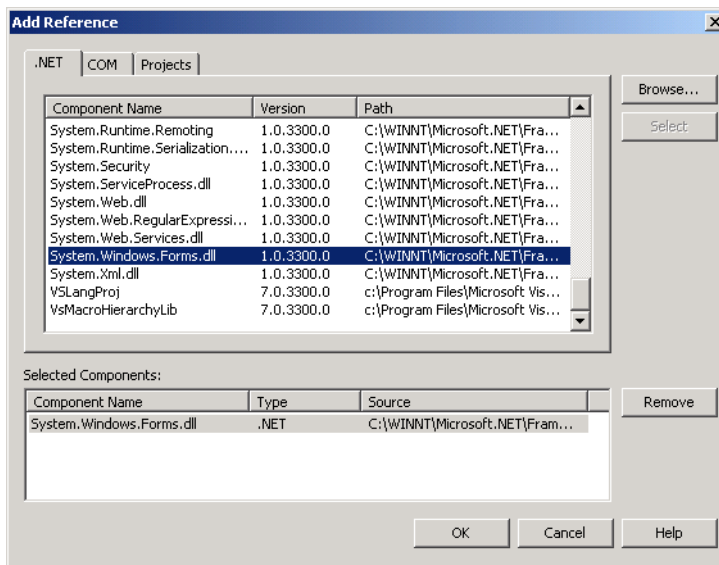 Add Reference
.NET COM Projects
Browse...
Select
Component Name Version Path
System.Runtime.Remoting 1.0.3300.0 C:\WINNT\Microsoft.NET\Fra...
System.Runtime.Serialization.... 1.0.3300.0 C:\WINNT\Microsoft.NET\Fra...
System.Security 1.0.3300.0 C:\WINNT\Microsoft.NET\Fra...
System.ServiceProcess.dll 1.0.3300.0 C:\WINNT\Microsoft.NET\Fra...
System.Web.dll 1.0.3300.0 C:\WINNT\Microsoft.NET\Fra...
System.Web.RegularExpressi... 1.0.3300.0 C:\WINNT\Microsoft.NET\Fra...
System.Web.Services.dll 1.0.3300.0 C:\WINNT\Microsoft.NET\Fra...
System.Windows.Forms.dll 1.0.3300.0 C:\WINNT\Microsoft.NET\Fra...
System.Xml.dll 1.0.3300.0 C:\WINNT\Microsoft.NET\Fra...
VSLangProj 7.0.3300.0 c:\Program Files\Microsoft Vis...
VsMacroHierarchyLib 7.0.3300.0 c:\Program Files\Microsoft Vis...
Selected Components:
Component Name Type Source
Remove
System.Windows.Forms.dll .NET C:\WINNT\Microsoft.NET\Fram...
OK Cancel Help